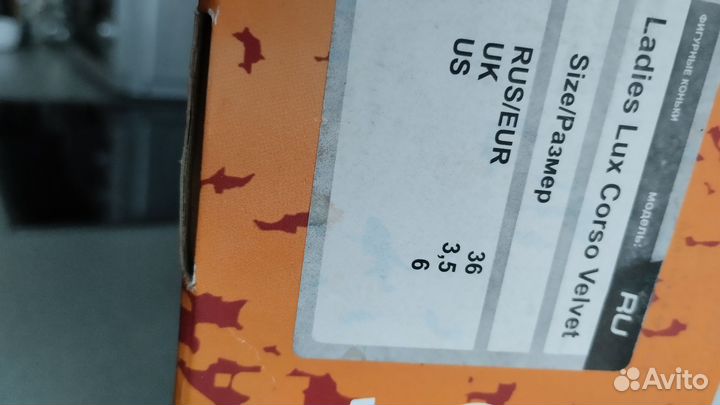 ФИГУРНЫЕ КОНЬКИ МОДЕЛЬ: RU
Ladies Lux Corso Velvet
Size/Размер
RUS/EUR 36
UK 3,5
US 6
Avito